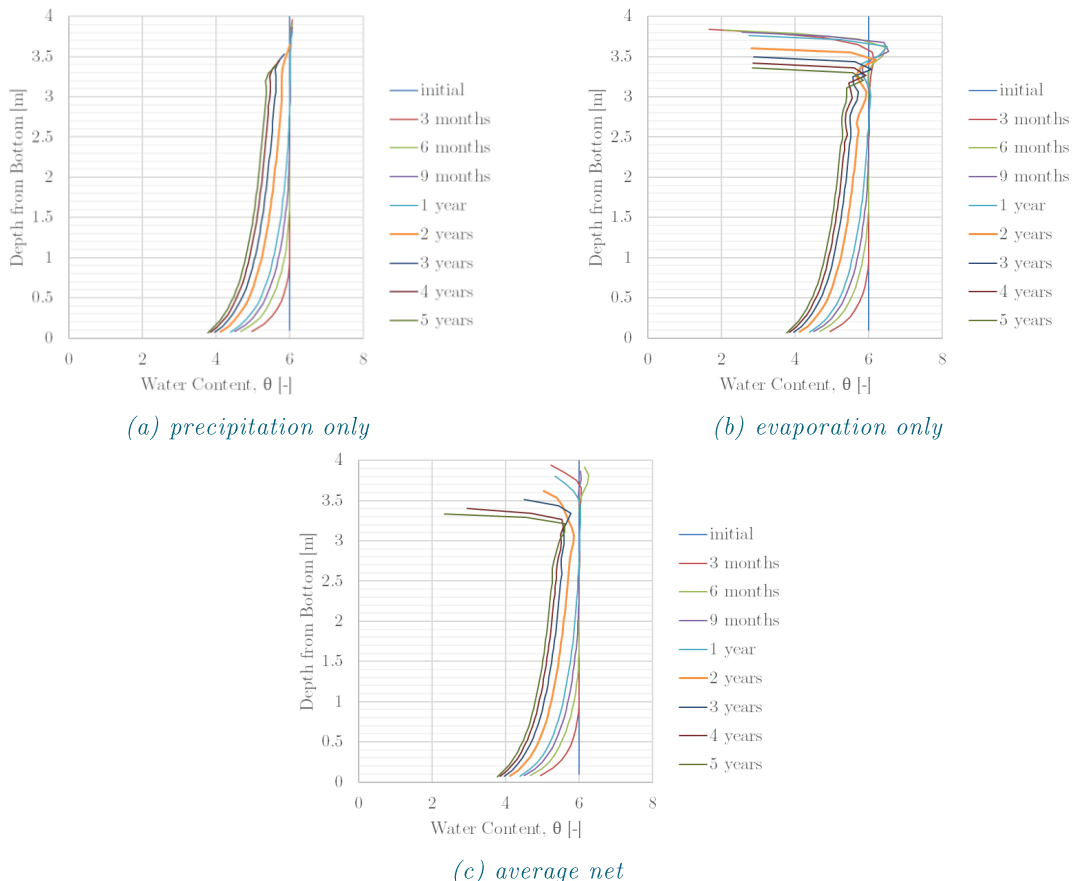 4
3.5
3
2.5
2
1.5
1
0.5
0
Depth from Bottom [m]
0 2 4 6 8
Water Content, θ [-]
initial
3 months
6 months
9 months
1 year
2 years
3 years
4 years
5 years
(a) precipitation only
4
3.5
3
2.5
2
1.5
1
0.5
0
Depth from Bottom [m]
0 2 4 6 8
Water Content, θ [-]
initial
3 months
6 months
9 months
1 year
2 years
3 years
4 years
5 years
(b) evaporation only
4
3.5
3
2.5
2
1.5
1
0.5
0
Depth from Bottom [m]
0 2 4 6 8
Water Content, θ [-]
initial
3 months
6 months
9 months
1 year
2 years
3 years
4 years
5 years
(c) average net